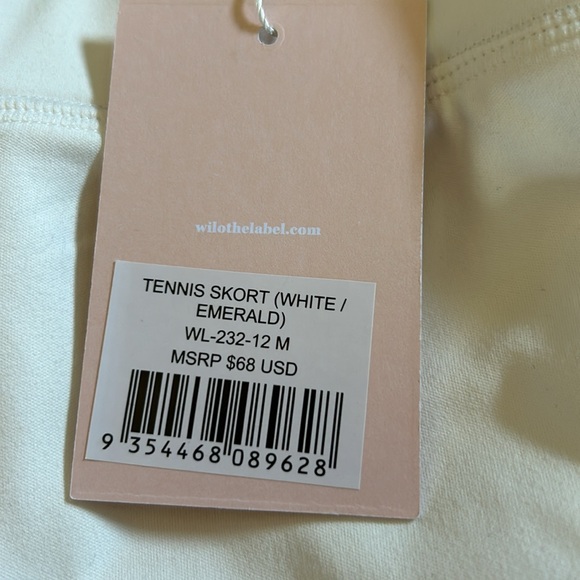 wilothelabel.com
TENNIS SKORT (WHITE /
EMERALD)
WL-232-12 M
MSRP $68 USD
9 354468 089628